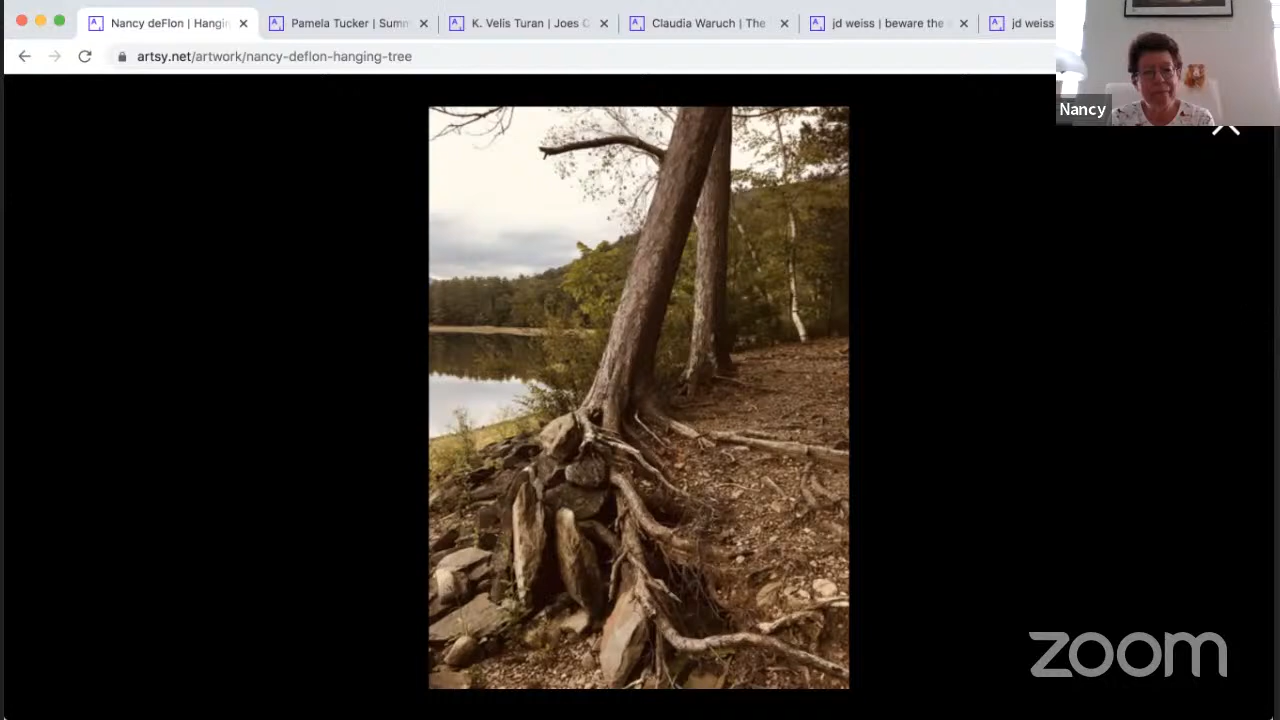 Nancy deFlon | Hangin
Pamela Tucker | Summ
K. Velis Turan | Joes
Claudia Waruch | The
jd weiss | beware the
jd weiss
artsy.net/artwork/nancy-deflon-hanging-tree
Nancy
zoom